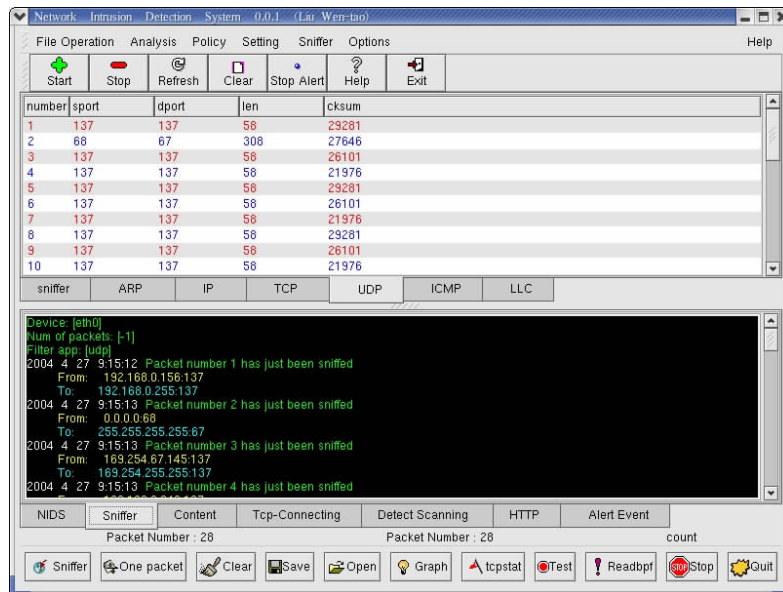 Network Intrusion Detection System 0.0.1 (Liu Wen-tao)
File Operation Analysis Policy Setting Sniffer Options Help
Start Stop Refresh Clear Stop Alert Help Exit
number sport dport len cksum
1 137 137 58 29281
2 68 67 308 27646
3 137 137 58 26101
4 137 137 58 21976
5 137 137 58 29281
6 137 137 58 26101
7 137 137 58 21976
8 137 137 58 29281
9 137 137 58 26101
10 137 137 58 21976
sniffer ARP IP TCP UDP ICMP LLC
Device: [eth0]
Num of packets: [-1]
Filter app: [udp]
2004 4 27 9:15:12 Packet number 1 has just been sniffed
From: 192.168.0.156:137
To: 192.168.0.255:137
2004 4 27 9:15:13 Packet number 2 has just been sniffed
From: 0.0.0.0:68
To: 255.255.255.255:67
2004 4 27 9:15:13 Packet number 3 has just been sniffed
From: 169.254.67.145:137
To: 169.254.255.255:137
2004 4 27 9:15:13 Packet number 4 has just been sniffed
NIDS Sniffer Content Tcp-Connecting Detect Scanning HTTP Alert Event
Packet Number : 28 Packet Number : 28 count
Sniffer One packet Clear Save Open Graph tcpstat Test Readbpf STOP Stop Quit